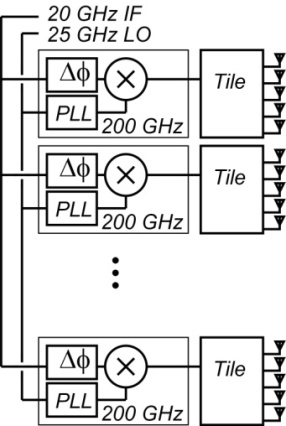 20 GHz IF
25 GHz LO
Δϕ
PLL
200 GHz
Tile
Δϕ
PLL
200 GHz
Tile
Δϕ
PLL
200 GHz
Tile